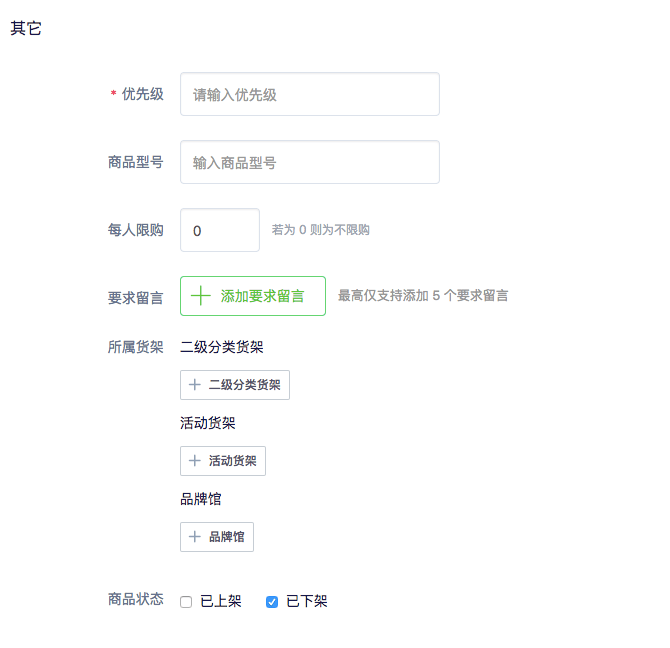 其它
* 优先级 请输入优先级
商品型号 输入商品型号
每人限购 0 若为 0 则为不限购
要求留言 添加要求留言 最高仅支持添加 5 个要求留言
所属货架 二级分类货架
二级分类货架
活动货架
活动货架
品牌馆
品牌馆
商品状态 已上架 已下架